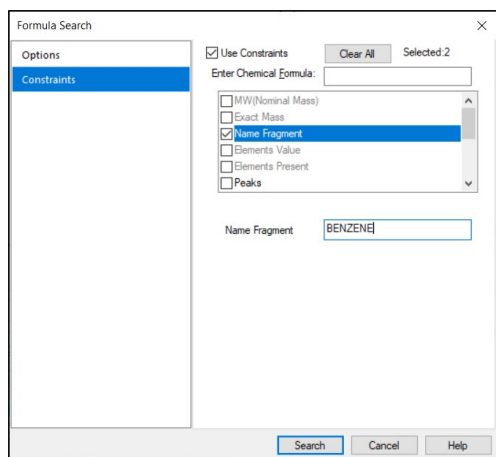 Formula Search
Options
Constraints
Use Constraints
Clear All
Selected:2
Enter Chemical Formula:
MW(Nominal Mass)
Exact Mass
Name Fragment
Elements Value
Elements Present
Peaks
Name Fragment
BENZENE
Search
Cancel
Help